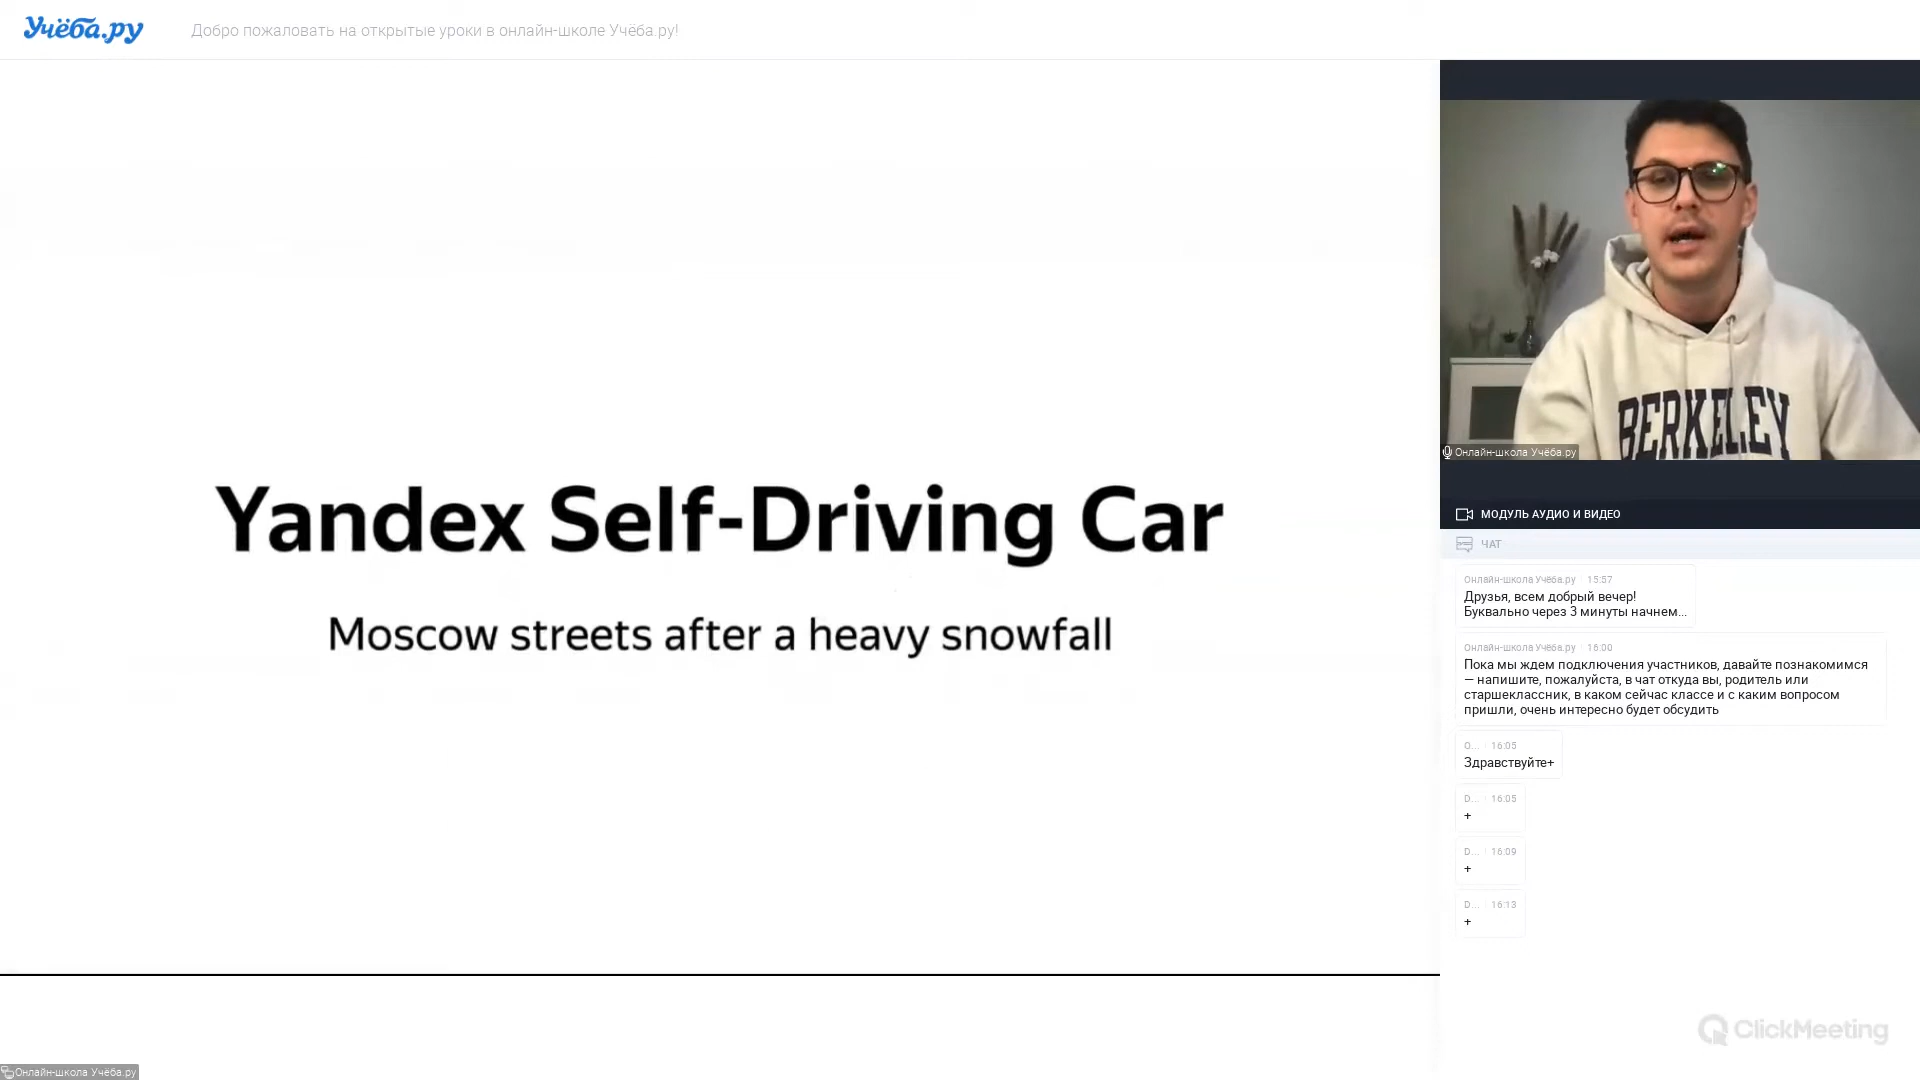 Учёба.ру
Добро пожаловать на открытые уроки в онлайн-школе Учёба.ру!
Yandex Self-Driving Car
Moscow streets after a heavy snowfall
Онлайн-школа Учёба.ру
BERKELEY
Онлайн-школа Учёба.ру
МОДУЛЬ АУДИО И ВИДЕО
ЧАТ
Онлайн-школа Учёба.ру 15:57
Друзья, всем добрый вечер!
Буквально через 3 минуты начнем...
Онлайн-школа Учёба.ру 16:00
Пока мы ждем подключения участников, давайте познакомимся
— напишите, пожалуйста, в чат откуда вы, родитель или
старшеклассник, в каком сейчас классе и с каким вопросом
пришли, очень интересно будет обсудить
О... 16:05
Здравствуйте+
D... 16:05
+
D... 16:09
+
D... 16:13
+
ClickMeeting